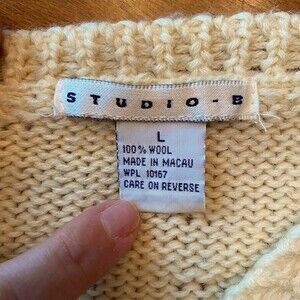 STUDIO-B
L
100% WOOL
MADE IN MACAU
WPL 10167
CARE ON REVERSE